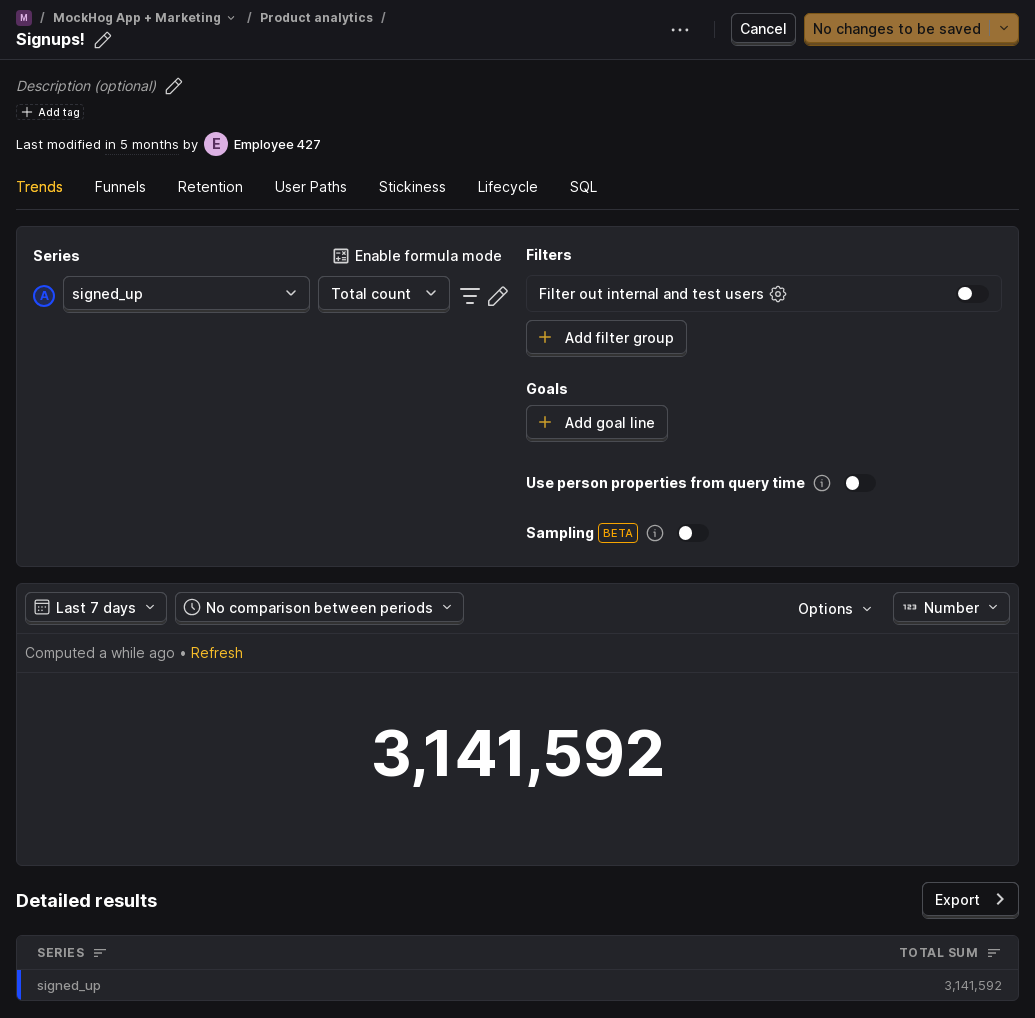 M / MockHog App + Marketing / Product analytics /
Signups!
Cancel
No changes to be saved
Description (optional)
Add tag
Last modified in 5 months by E Employee 427
Trends Funnels Retention User Paths Stickiness Lifecycle SQL
Series
Enable formula mode
A signed_up Total count
Filters
Filter out internal and test users
Add filter group
Goals
Add goal line
Use person properties from query time
Sampling BETA
Last 7 days No comparison between periods Options 123 Number
Computed a while ago • Refresh
3,141,592
Detailed results Export
SERIES TOTAL SUM
signed_up 3,141,592